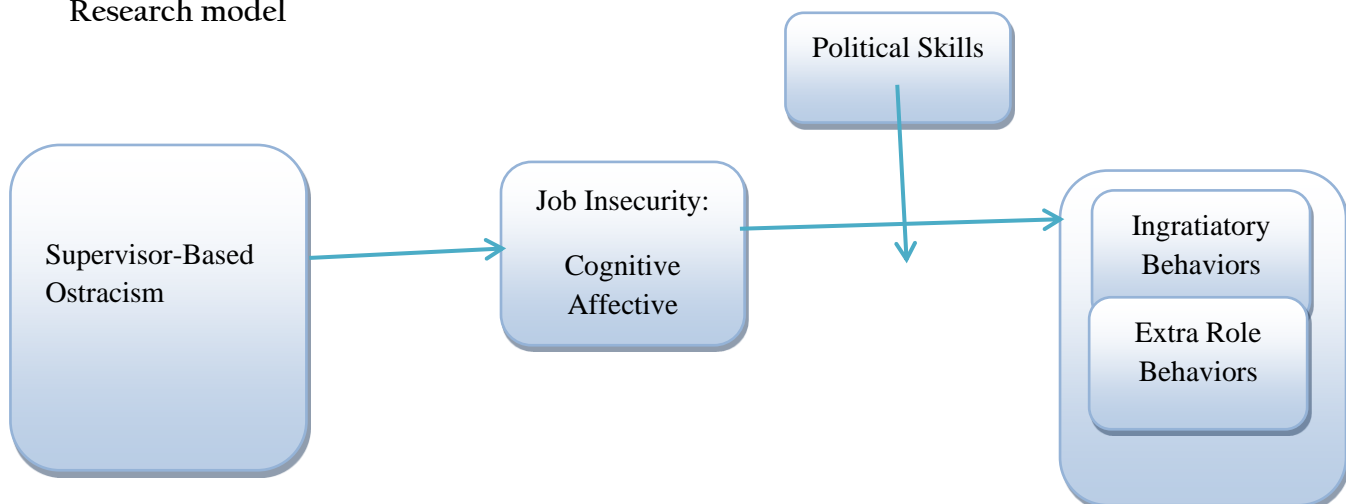 Research model
Political Skills
Supervisor-Based
Ostracism
Job Insecurity:
Cognitive
Affective
Ingratiatory
Behaviors
Extra Role
Behaviors